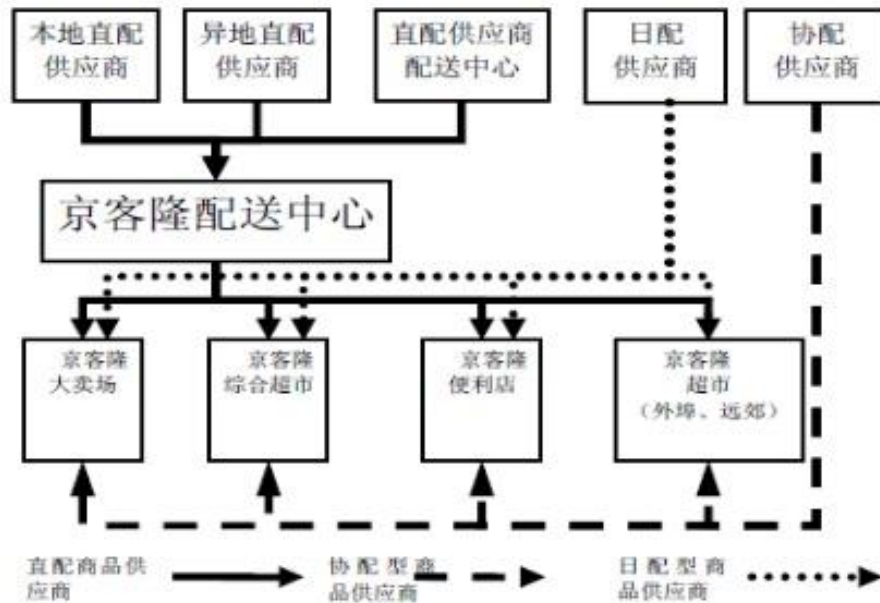 本地直配
供应商
异地直配
供应商
直配供应商
配送中心
日配
供应商
协配
供应商
京客隆配送中心
京客隆
大卖场
京客隆
综合超市
京客隆
便利店
京客隆
超市
（外埠、远郊）
直配商品供
应商
协配型商
品供应商
日配型商
品供应商